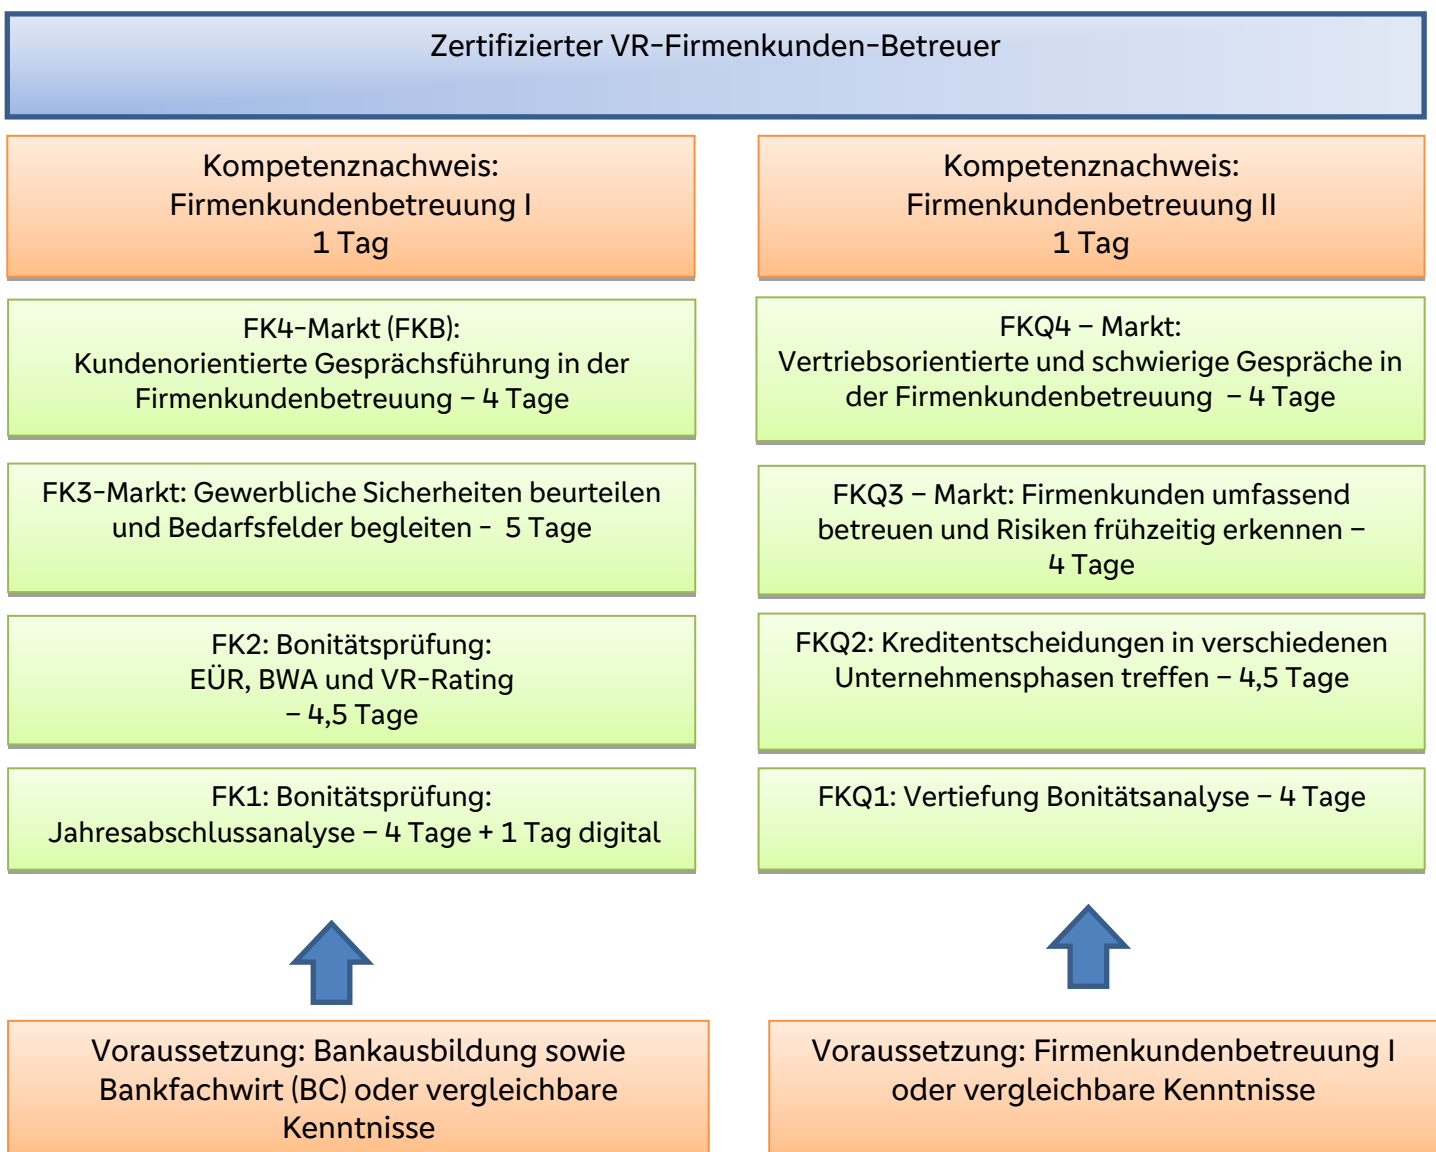 Zertifizierter VR-Firmenkunden-Betreuer
Kompetenznachweis:
Firmenkundenbetreuung I
1 Tag
FK4-Markt (FKB):
Kundenorientierte Gesprächsführung in der
Firmenkundenbetreuung – 4 Tage
FK3-Markt: Gewerbliche Sicherheiten beurteilen
und Bedarfsfelder begleiten - 5 Tage
FK2: Bonitätsprüfung:
EÜR, BWA und VR-Rating
– 4,5 Tage
FK1: Bonitätsprüfung:
Jahresabschlussanalyse – 4 Tage + 1 Tag digital
Voraussetzung: Bankausbildung sowie
Bankfachwirt (BC) oder vergleichbare
Kenntnisse
Kompetenznachweis:
Firmenkundenbetreuung II
1 Tag
FKQ4 – Markt:
Vertriebsorientierte und schwierige Gespräche in
der Firmenkundenbetreuung – 4 Tage
FKQ3 – Markt: Firmenkunden umfassend
betreuen und Risiken frühzeitig erkennen –
4 Tage
FKQ2: Kreditentscheidungen in verschiedenen
Unternehmensphasen treffen – 4,5 Tage
FKQ1: Vertiefung Bonitätsanalyse – 4 Tage
Voraussetzung: Firmenkundenbetreuung I
oder vergleichbare Kenntnisse